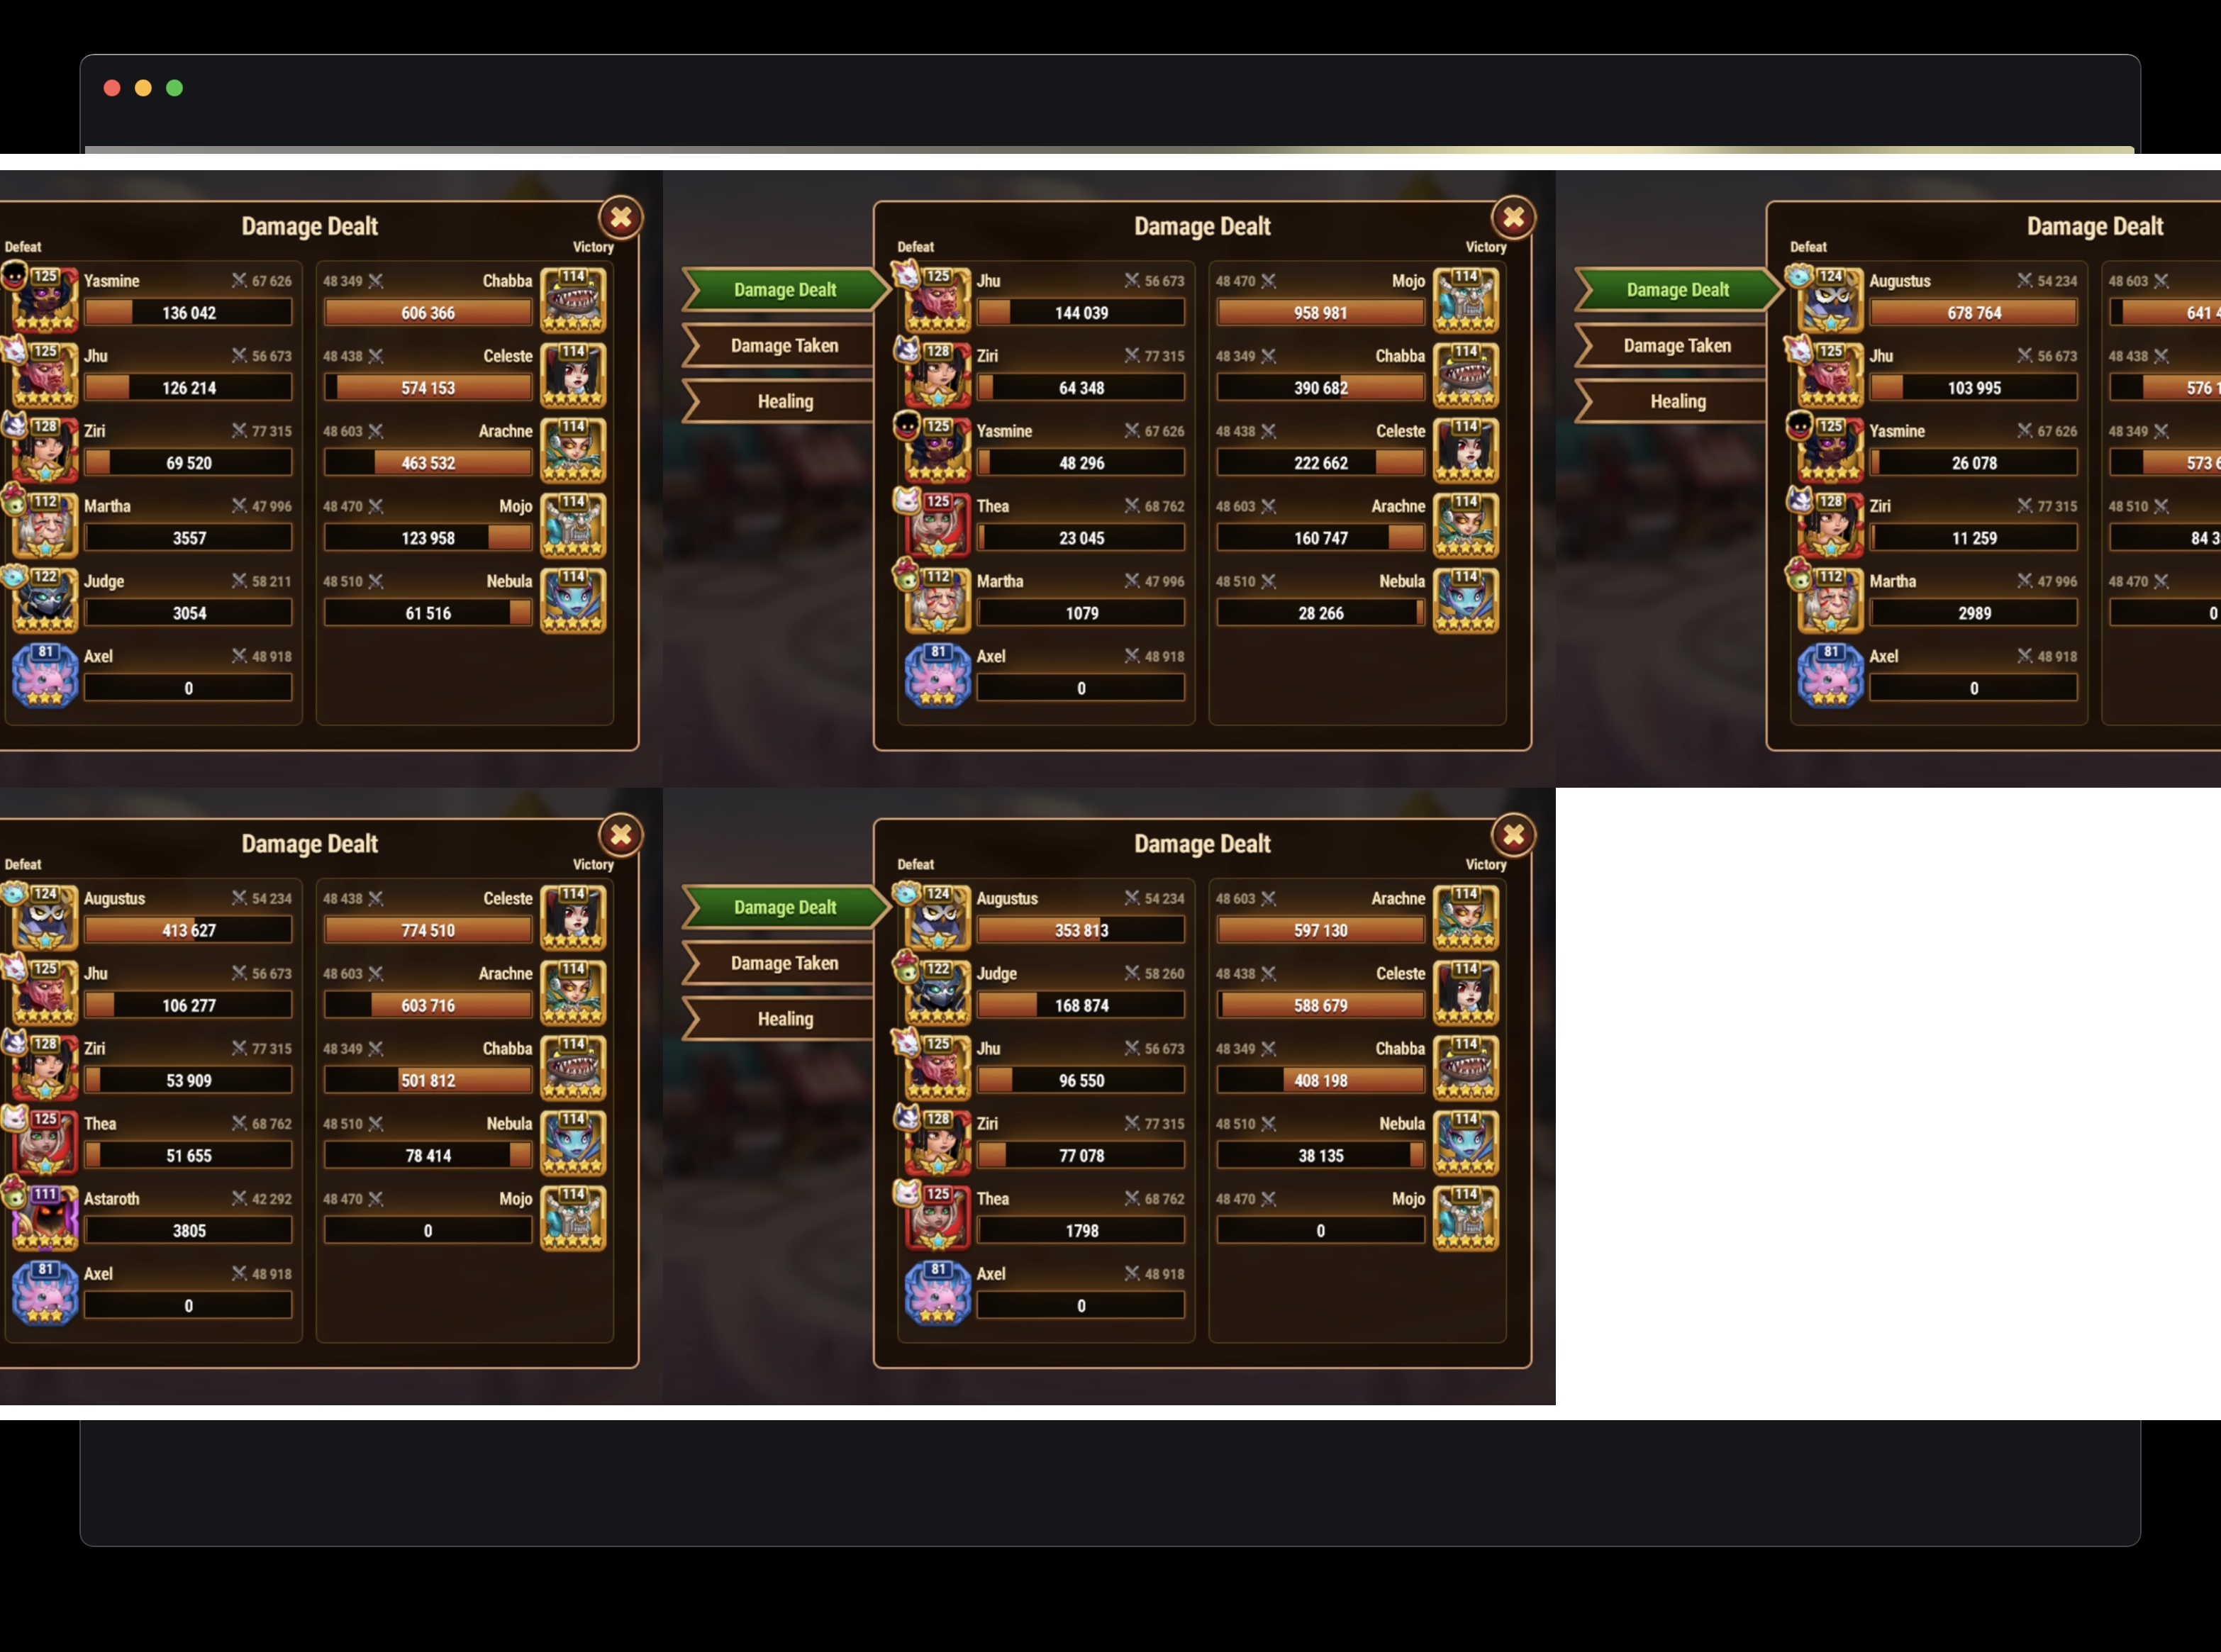 Damage Dealt
Defeat Victory
125 Yasmine 67 626 48 349 Chabba 114
136 042 606 366
125 Jhu 56 673 48 438 Celeste 114
126 214 574 153
128 Ziri 77 315 48 603 Arachne 114
69 520 463 532
112 Martha 47 996 48 470 Mojo 114
3557 123 958
122 Judge 58 211 48 510 Nebula 114
3054 61 516
81 Axel 48 918
0
Damage Dealt
Damage Taken
Healing
Damage Dealt
Defeat Victory
125 Jhu 56 673 48 470 Mojo 114
144 039 958 981
128 Ziri 77 315 48 349 Chabba 114
64 348 390 682
125 Yasmine 67 626 48 438 Celeste 114
48 296 222 662
125 Thea 68 762 48 603 Arachne 114
23 045 160 747
112 Martha 47 996 48 510 Nebula 114
1079 28 266
81 Axel 48 918
0
Damage Dealt
Damage Taken
Healing
Damage Dealt
Defeat
124 Augustus 54 234 48 603
678 764 641 4
125 Jhu 56 673 48 438
103 995 576 1
125 Yasmine 67 626 48 349
26 078 573 6
128 Ziri 77 315 48 510
11 259 84 3
112 Martha 47 996 48 470
2989 0
81 Axel 48 918
0
Damage Dealt
Defeat Victory
124 Augustus 54 234 48 438 Celeste 114
413 627 774 510
125 Jhu 56 673 48 603 Arachne 114
106 277 603 716
128 Ziri 77 315 48 349 Chabba 114
53 909 501 812
125 Thea 68 762 48 510 Nebula 114
51 655 78 414
111 Astaroth 42 292 48 470 Mojo 114
3805 0
81 Axel 48 918
0
Damage Dealt
Damage Taken
Healing
Damage Dealt
Defeat Victory
124 Augustus 54 234 48 603 Arachne 114
353 813 597 130
122 Judge 58 260 48 438 Celeste 114
168 874 588 679
125 Jhu 56 673 48 349 Chabba 114
96 550 408 198
128 Ziri 77 315 48 510 Nebula 114
77 078 38 135
125 Thea 68 762 48 470 Mojo 114
1798 0
81 Axel 48 918
0